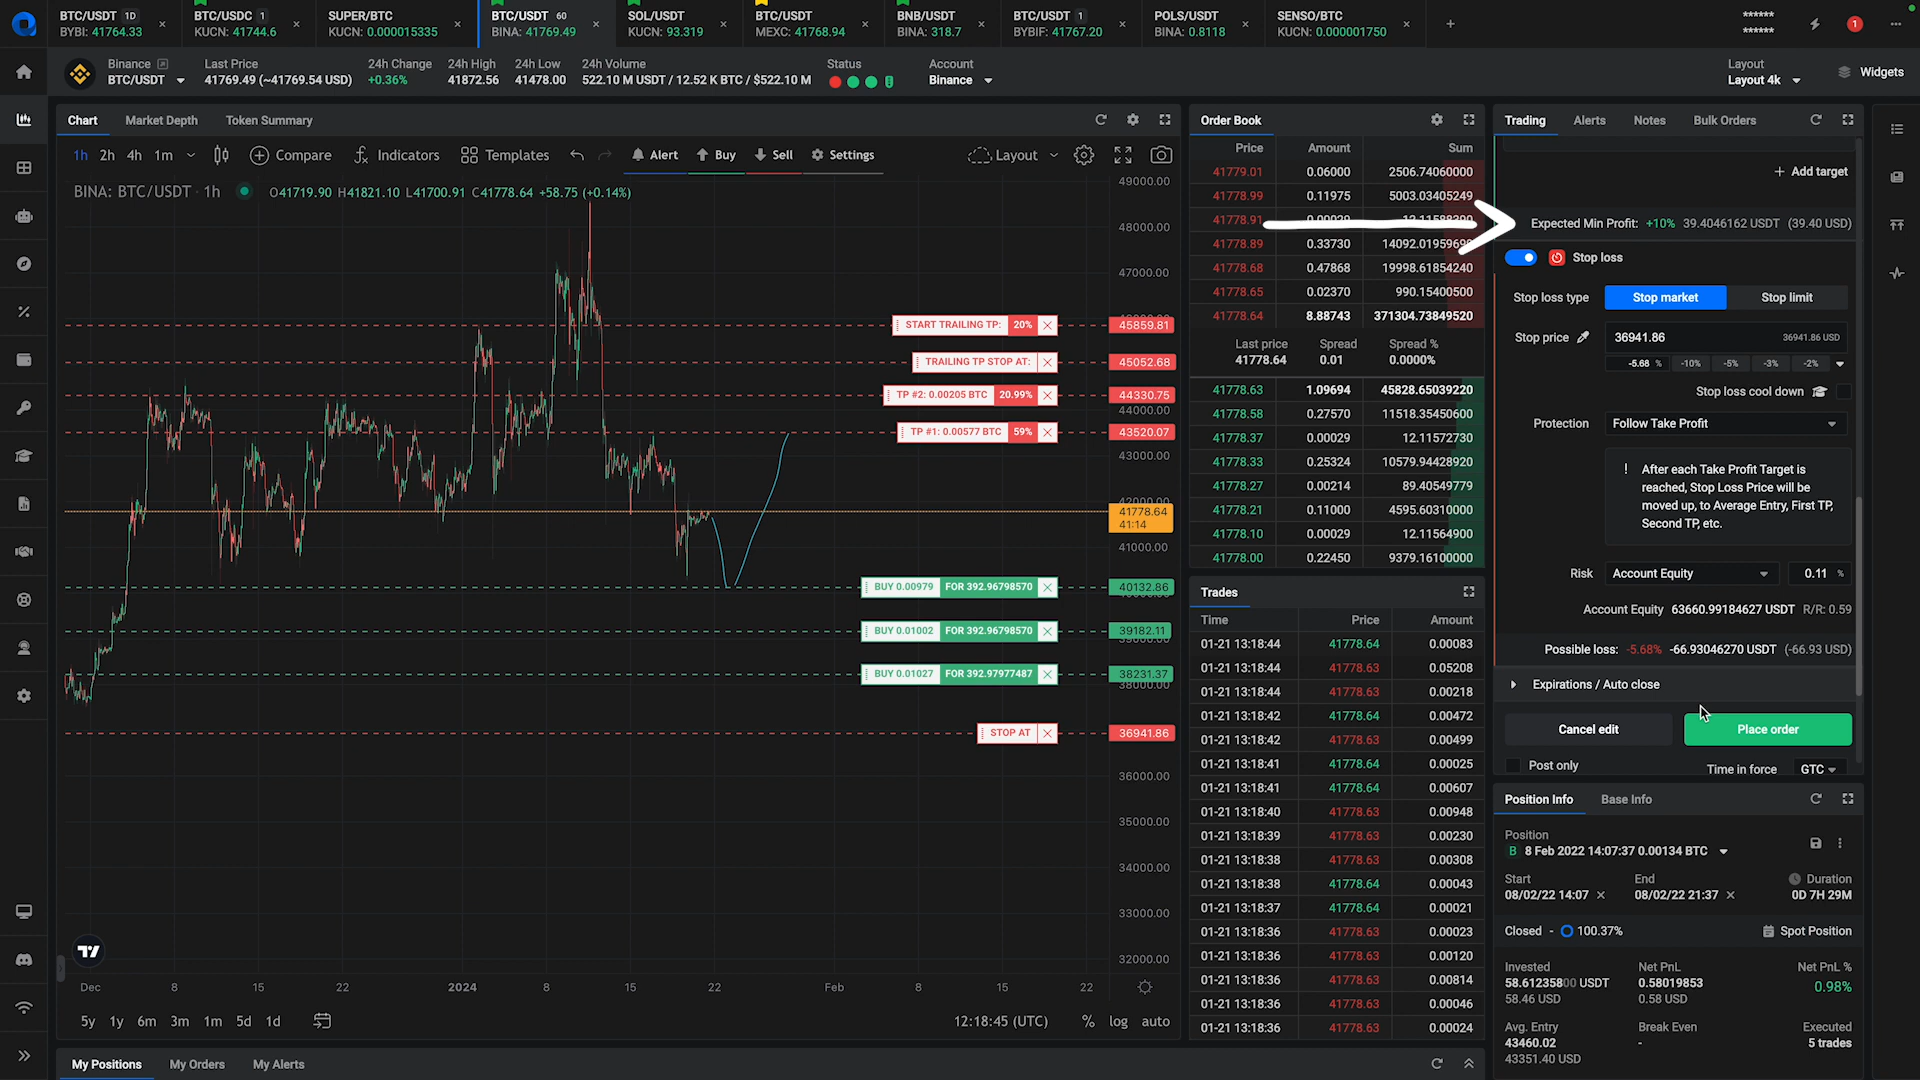 BTC/USDT 1D
BYBI: 41764.33
BTC/USDC 1
KUCN: 41744.6
SUPER/BTC
KUCN: 0.000015335
BTC/USDT 60
BINA: 41769.49
SOL/USDT
KUCN: 93.319
BTC/USDT
MEXC: 41768.94
BNB/USDT
BINA: 318.7
BTC/USDT 1
BYBIF: 41767.20
POLS/USDT
BINA: 0.8118
SENSO/BTC
KUCN: 0.000001750
******
******
1
Binance
BTC/USDT
Last Price
41769.49 (~41769.54 USD)
24h Change
+0.36%
24h High
41872.56
24h Low
41478.00
24h Volume
522.10 M USDT / 12.52 K BTC / $522.10 M
Status
Account
Binance
Layout
Layout 4k
Widgets
Chart Market Depth Token Summary
1h 2h 4h 1m Compare Indicators Templates Alert Buy Sell Settings Layout
BINA: BTC/USDT · 1h O41719.90 H41821.10 L41700.91 C41778.64 +58.75 (+0.14%)
49000.00
48000.00
47000.00
START TRAILING TP: 20% 45859.81
TRAILING TP STOP AT: 45052.68
TP #2: 0.00205 BTC 20.99% 44330.75
44000.00
TP #1: 0.00577 BTC 59% 43520.07
43000.00
42000.00
41778.64
41:14
41000.00
BUY 0.00979 FOR 392.96798570 40132.86
BUY 0.01002 FOR 392.96798570 39182.11
BUY 0.01027 FOR 392.97977487 38231.37
38000.00
STOP AT 36941.86
36000.00
35000.00
34000.00
33000.00
32000.00
Dec 8 15 22 2024 8 15 22 Feb 8 15 22
5y 1y 6m 3m 1m 5d 1d
12:18:45 (UTC) % log auto
My Positions My Orders My Alerts
Order Book
Price Amount Sum
41779.01 0.06000 2506.74060000
41778.99 0.11975 5003.03405249
41778.91
41778.89 0.33730
41778.68 0.47868 19998.61854240
41778.65 0.02370 990.15400500
41778.64 8.88743 371304.73849520
Last price Spread Spread %
41778.64 0.01 0.0000%
41778.63 1.09694 45828.65039220
41778.58 0.27570 11518.35450600
41778.37 0.00029 12.11572730
41778.33 0.25324 10579.94428920
41778.27 0.00214 89.40549779
41778.21 0.11000 4595.60310000
41778.10 0.00029 12.11564900
41778.00 0.22450 9379.16100000
Trades
Time Price Amount
01-21 13:18:44 41778.64 0.00083
01-21 13:18:44 41778.63 0.05208
01-21 13:18:44 41778.63 0.00218
01-21 13:18:42 41778.64 0.00472
01-21 13:18:42 41778.63 0.00499
01-21 13:18:41 41778.64 0.00025
01-21 13:18:41 41778.64 0.00607
01-21 13:18:40 41778.63 0.00948
01-21 13:18:39 41778.63 0.00230
01-21 13:18:38 41778.63 0.00308
01-21 13:18:38 41778.64 0.00043
01-21 13:18:37 41778.64 0.00021
01-21 13:18:36 41778.63 0.00023
01-21 13:18:36 41778.63 0.00120
01-21 13:18:36 41778.63 0.00814
01-21 13:18:36 41778.63 0.00046
01-21 13:18:36 41778.63 0.00024
Trading Alerts Notes Bulk Orders
+ Add target
Expected Min Profit: +10% 39.4046162 USDT (39.40 USD)
Stop loss
Stop loss type Stop market Stop limit
Stop price 36941.86 36941.86 USD
-5.68 % -10% -5% -3% -2%
Stop loss cool down
Protection Follow Take Profit
! After each Take Profit Target is
reached, Stop Loss Price will be
moved up, to Average Entry, First TP,
Second TP, etc.
Risk Account Equity 0.11 %
Account Equity 63660.99184627 USDT R/R: 0.59
Possible loss: -5.68% -66.93046270 USDT (-66.93 USD)
Expirations / Auto close
Cancel edit Place order
Post only Time in force GTC
Position Info Base Info
Position
B 8 Feb 2022 14:07:37 0.00134 BTC
Start End Duration
08/02/22 14:07 08/02/22 21:37 0D 7H 29M
Closed - 100.37% Spot Position
Invested Net PnL Net PnL %
58.61235800 USDT 0.58019853 0.98%
58.46 USD 0.58 USD
Avg. Entry Break Even Executed
43460.02 - 5 trades
43351.40 USD